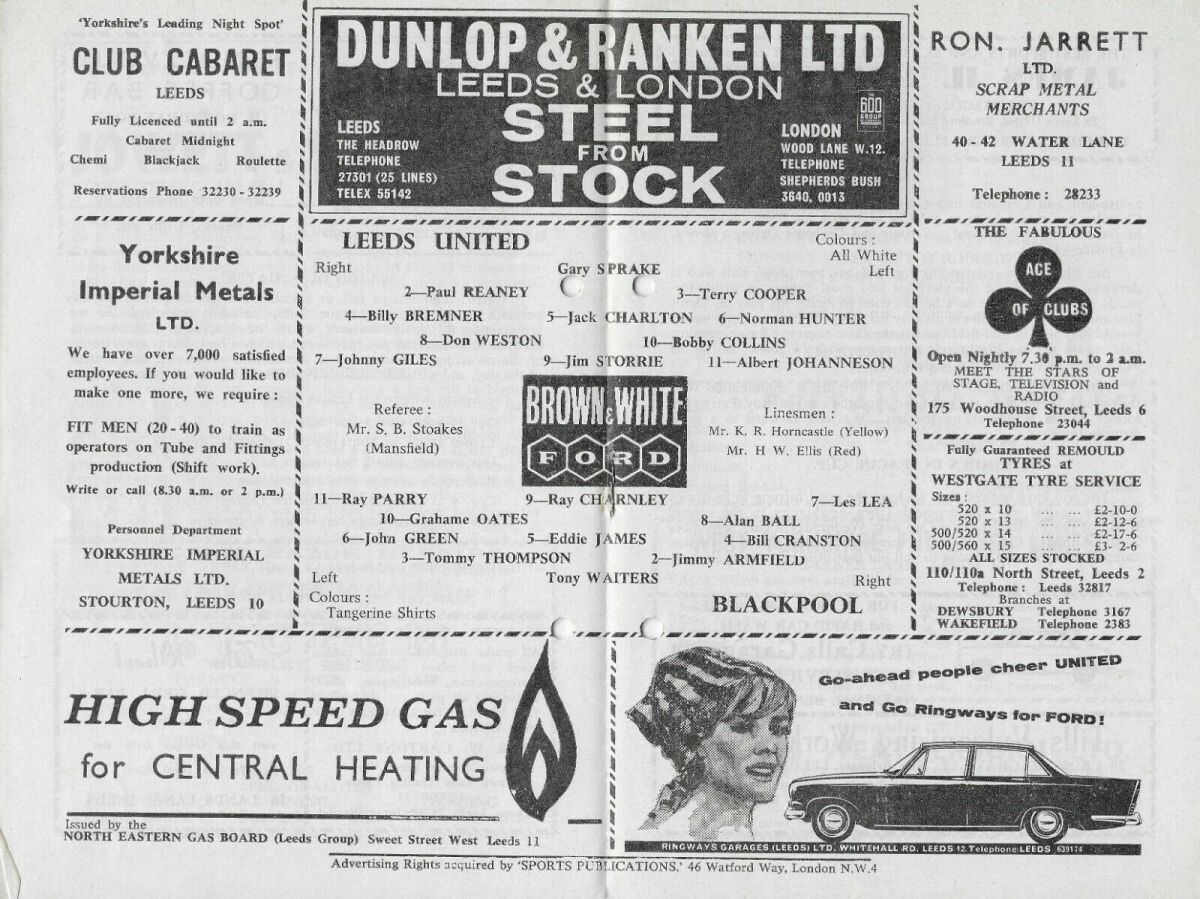 'Yorkshire's Leading Night Spot'
CLUB CABARET
LEEDS
Fully Licenced until 2 a.m.
Cabaret Midnight
Chemi Blackjack Roulette
Reservations Phone 32230 - 32239
DUNLOP & RANKEN LTD
LEEDS & LONDON
STEEL
FROM
STOCK
LEEDS
THE HEADROW
TELEPHONE
27301 (25 LINES)
TELEX 55142
THE
600
GROUP
LONDON
WOOD LANE W.12.
TELEPHONE
SHEPHERDS BUSH
3640, 0013
RON. JARRETT
LTD.
SCRAP METAL
MERCHANTS
40 - 42 WATER LANE
LEEDS 11
Telephone : 28233
Yorkshire
Imperial Metals
LTD.
We have over 7,000 satisfied
employees. If you would like to
make one more, we require :
FIT MEN (20 - 40) to train as
operators on Tube and Fittings
production (Shift work).
Write or call (8.30 a.m. or 2 p.m.)
Personnel Department
YORKSHIRE IMPERIAL
METALS LTD.
STOURTON, LEEDS 10
LEEDS UNITED
Colours :
All White
Right
Left
Gary SPRAKE
2—Paul REANEY 3—Terry COOPER
4—Billy BREMNER 5—Jack CHARLTON 6—Norman HUNTER
8—Don WESTON 10—Bobby COLLINS
7—Johnny GILES 9—Jim STORRIE 11—Albert JOHANNESON
Referee :
Mr. S. B. Stoakes
(Mansfield)
BROWN & WHITE
FORD
Linesmen :
Mr. K. R. Horncastle (Yellow)
Mr. H W. Ellis (Red)
11—Ray PARRY 9—Ray CHARNLEY 7—Les LEA
10—Grahame OATES 8—Alan BALL
6—John GREEN 5—Eddie JAMES 4—Bill CRANSTON
3—Tommy THOMPSON 2—Jimmy ARMFIELD
Left Tony WAITERS Right
Colours :
Tangerine Shirts
BLACKPOOL
THE FABULOUS
ACE
OF CLUBS
Open Nightly 7.30 p.m. to 2 a.m.
MEET THE STARS OF
STAGE, TELEVISION and
RADIO
175 Woodhouse Street, Leeds 6
Telephone 23044
Fully Guaranteed REMOULD
TYRES at
WESTGATE TYRE SERVICE
Sizes :
520 x 10 ... ... £2-10-0
520 x 13 ... ... £2-12-6
500/520 x 14 ... ... £2-17-6
500/560 x 15 ... ... £3- 2-6
ALL SIZES STOCKED
110/110a North Street, Leeds 2
Telephone : Leeds 32817
Branches at
DEWSBURY Telephone 3167
WAKEFIELD Telephone 2383
HIGH SPEED GAS
for CENTRAL HEATING
Issued by the
NORTH EASTERN GAS BOARD (Leeds Group) Sweet Street West Leeds 11
Go-ahead people cheer UNITED
and Go Ringways for FORD!
RINGWAYS GARAGES (LEEDS) LTD. WHITEHALL RD. LEEDS 12. Telephone: LEEDS 639174
Advertising Rights acquired by 'SPORTS PUBLICATIONS,' 46 Watford Way, London N.W.4